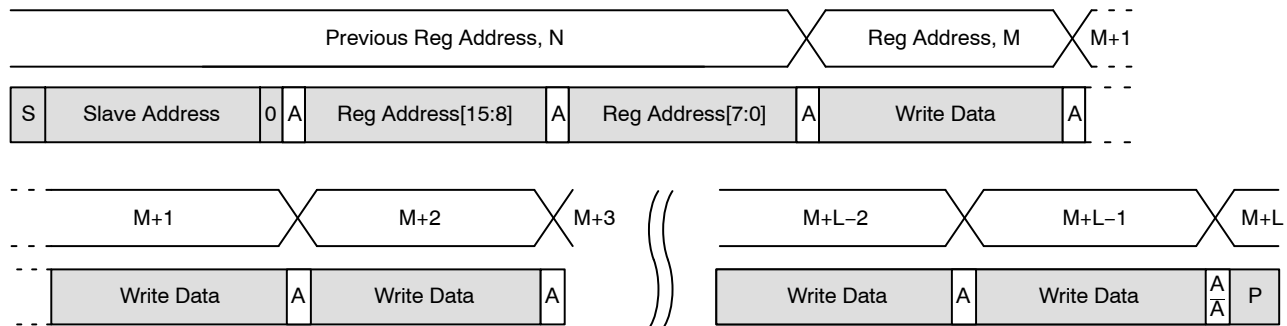 Previous Reg Address, N Reg Address, M M+1
S Slave Address 0 A Reg Address[15:8] A Reg Address[7:0] A Write Data A
M+1 M+2 M+3 M+L−2 M+L−1 M+L
Write Data A Write Data A Write Data A Write Data A P
A̅